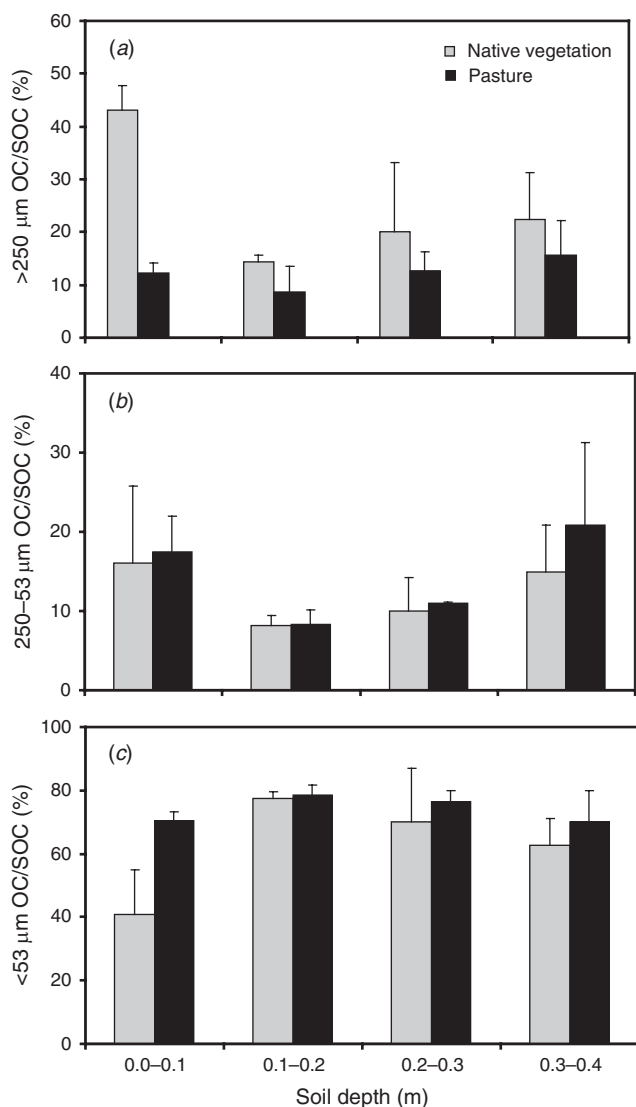 60
50
40
30
20
10
0
>250 µm OC/SOC (%)
(a)
Native vegetation
Pasture
40
30
20
10
0
250–53 µm OC/SOC (%)
(b)
100
80
60
40
20
0
<53 µm OC/SOC (%)
(c)
0.0–0.1 0.1–0.2 0.2–0.3 0.3–0.4
Soil depth (m)